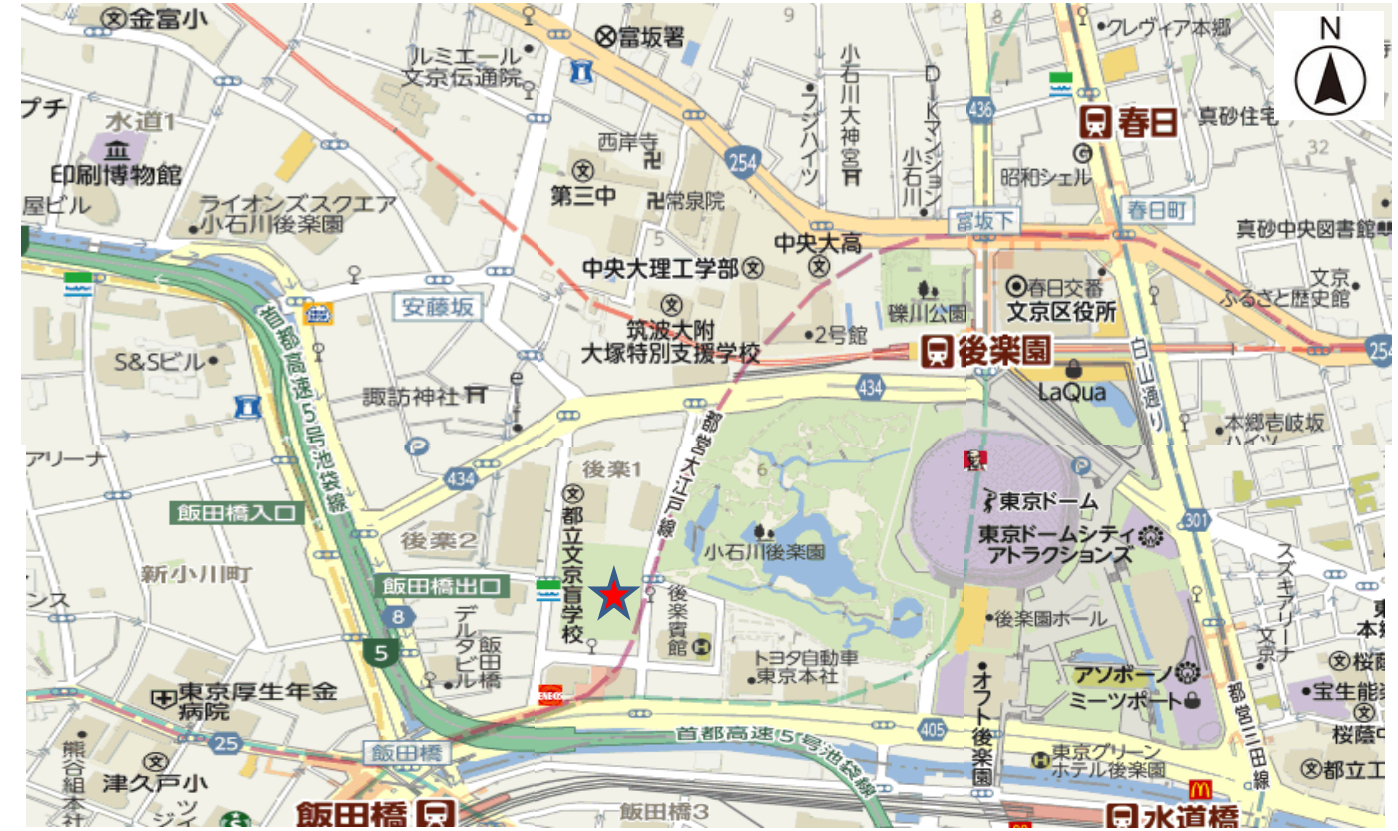 金富小
富坂署
9
8
クレヴィア本郷
N
ルミエール
文京伝通院
小石川大神宮
DIKマンション
小石川
フジハイツ
436
春日
真砂住宅
プチ
水道1
印刷博物館
西岸寺
254
第三中
常泉院
昭和シェル
32
屋ビル
ライオンズスクエア
小石川後楽園
5
富坂下
春日町
真砂中央図書館
中央大高
中央大理工学部
春日交番
文京区役所
文京
ふるさと歴史館
礫川公園
安藤坂
筑波大附
大塚特別支援学校
2号館
後楽園
254
首都高速5号池袋線
白山通り
S&Sビル
諏訪神社
434
LaQua
都営大江戸線
本郷壱岐坂
ハイツ
アリーナ
434
後楽1
6
P
P
東京ドーム
飯田橋入口
後楽2
都立文京盲学校
小石川後楽園
東京ドームシティ
アトラクションズ
301
新小川町
飯田橋出口
スズキアリーナ
文京
ンス
8
飯田橋
デルタビル
後楽賓館
後楽園ホール
5
トヨタ自動車
東京本社
アソボーノ
ミーツポート
桜蔭
宝生能楽
東京厚生年金
病院
ENEOS
オフト後楽園
都営三田線
桜蔭中
25
飯田橋
首都高速5号池袋線
405
東京グリーン
ホテル後楽園
都立工
熊谷組本社
津久戸小
飯田橋
飯田橋3
水道橋